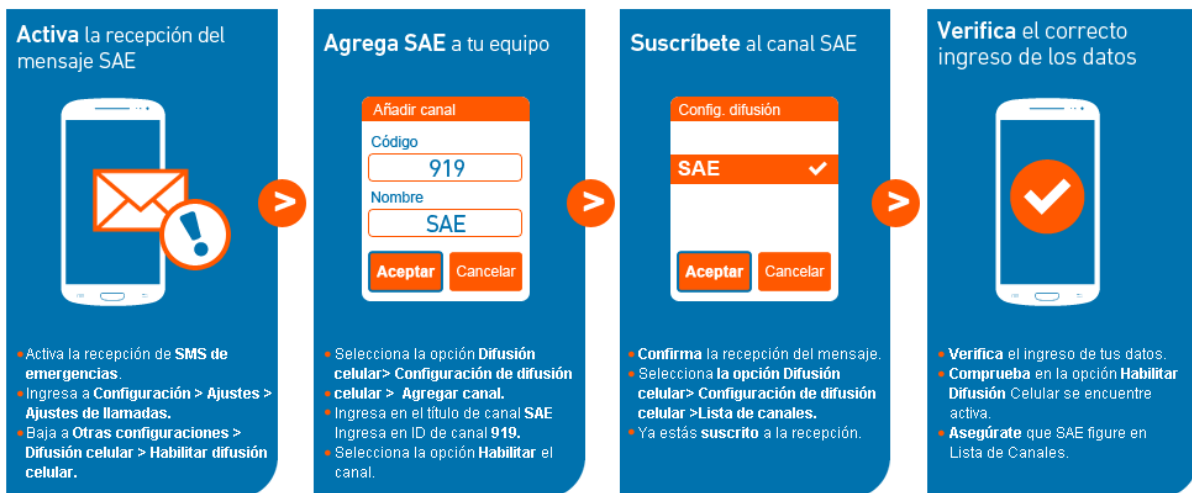 Activa la recepción del
mensaje SAE
• Activa la recepción de SMS de
emergencias.
• Ingresa a Configuración > Ajustes >
Ajustes de llamadas.
• Baja a Otras configuraciones >
Difusión celular > Habilitar difusión
celular.
>
Agrega SAE a tu equipo
Añadir canal
Código
919
Nombre
SAE
Aceptar Cancelar
• Selecciona la opción Difusión
celular> Configuración de difusión
• celular > Agregar canal.
• Ingresa en el título de canal SAE
Ingresa en ID de canal 919.
• Selecciona la opción Habilitar el
canal.
>
Suscríbete al canal SAE
Config. difusión
SAE
Aceptar Cancelar
• Confirma la recepción del mensaje.
• Selecciona la opción Difusión
celular> Configuración de difusión
celular >Lista de canales.
• Ya estás suscrito a la recepción.
>
Verifica el correcto
ingreso de los datos
• Verifica el ingreso de tus datos.
• Comprueba en la opción Habilitar
Difusión Celular se encuentre
activa.
• Asegúrate que SAE figure en
Lista de Canales.